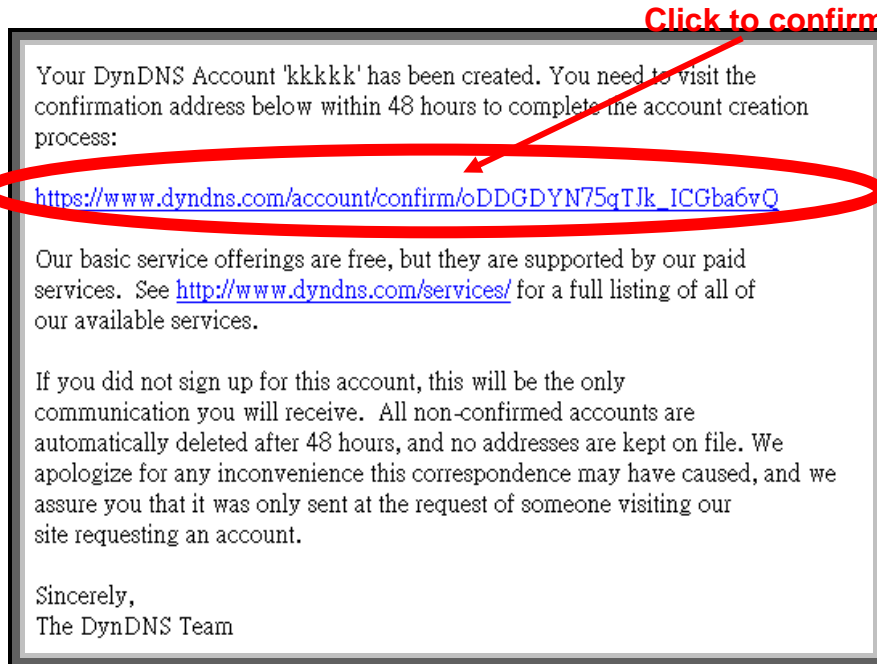 Click to confirm
Your DynDNS Account 'kkkkk' has been created. You need to visit the
confirmation address below within 48 hours to complete the account creation
process:
https://www.dyndns.com/account/confirm/oDDGDYN75qTJk_ICGba6vQ
Our basic service offerings are free, but they are supported by our paid
services. See http://www.dyndns.com/services/ for a full listing of all of
our available services.
If you did not sign up for this account, this will be the only
communication you will receive. All non-confirmed accounts are
automatically deleted after 48 hours, and no addresses are kept on file. We
apologize for any inconvenience this correspondence may have caused, and we
assure you that it was only sent at the request of someone visiting our
site requesting an account.
Sincerely,
The DynDNS Team